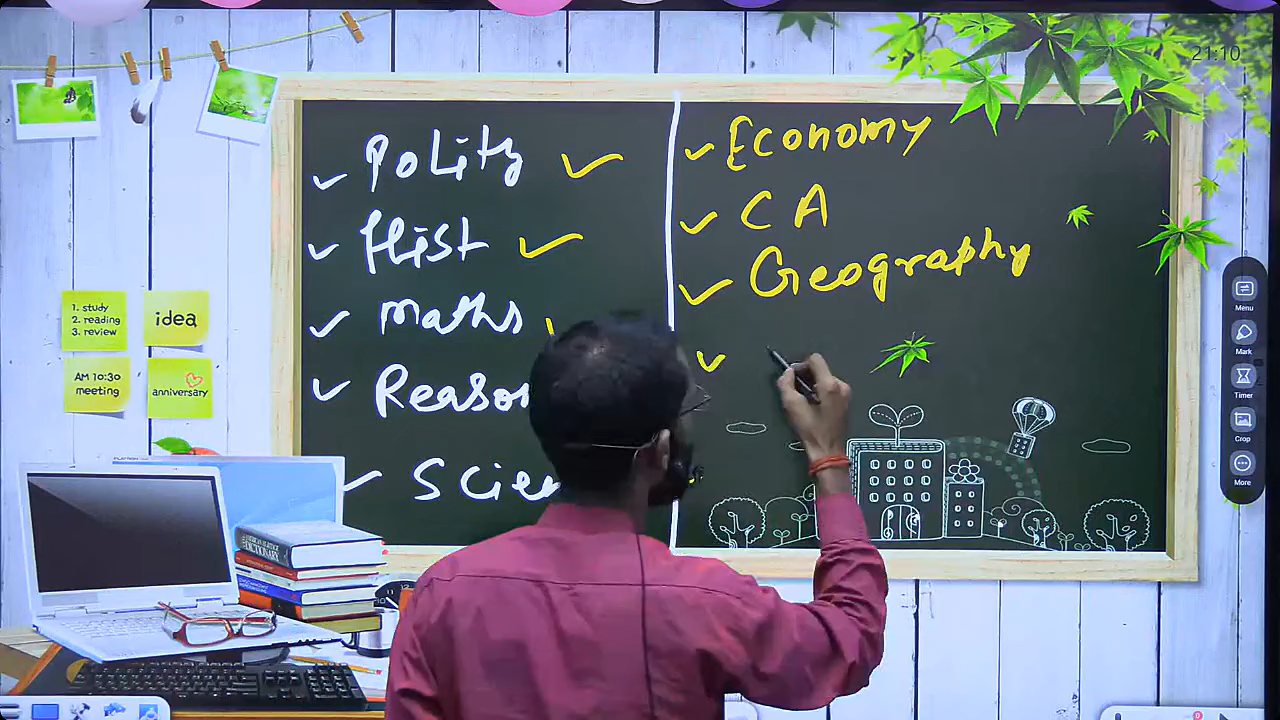 21:10
Polity
Hist
Maths
Reason
Scie
Economy
CA
Geography
1. study
2. reading
3. review
idea
AM 10:30
meeting
anniversary
DICTIONARY
Menu
Mark
Timer
Crop
More